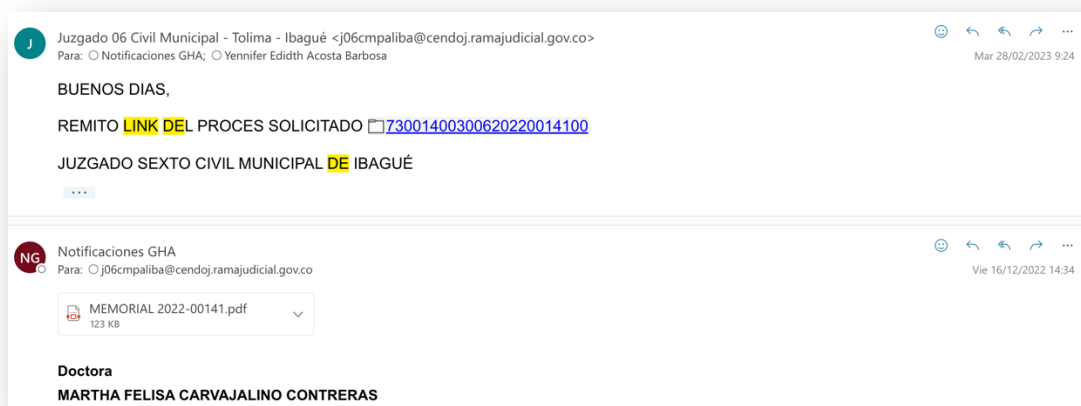 J
Juzgado 06 Civil Municipal - Tolima - Ibagué <j06cmpaliba@cendoj.ramajudicial.gov.co>
Para: Notificaciones GHA; Yennifer Edidth Acosta Barbosa
Mar 28/02/2023 9:24
BUENOS DIAS,
REMITO LINK DEL PROCES SOLICITADO 73001400300620220014100
JUZGADO SEXTO CIVIL MUNICIPAL DE IBAGUÉ
...
NG
Notificaciones GHA
Para: j06cmpaliba@cendoj.ramajudicial.gov.co
Vie 16/12/2022 14:34
MEMORIAL 2022-00141.pdf
123 KB
Doctora
MARTHA FELISA CARVAJALINO CONTRERAS